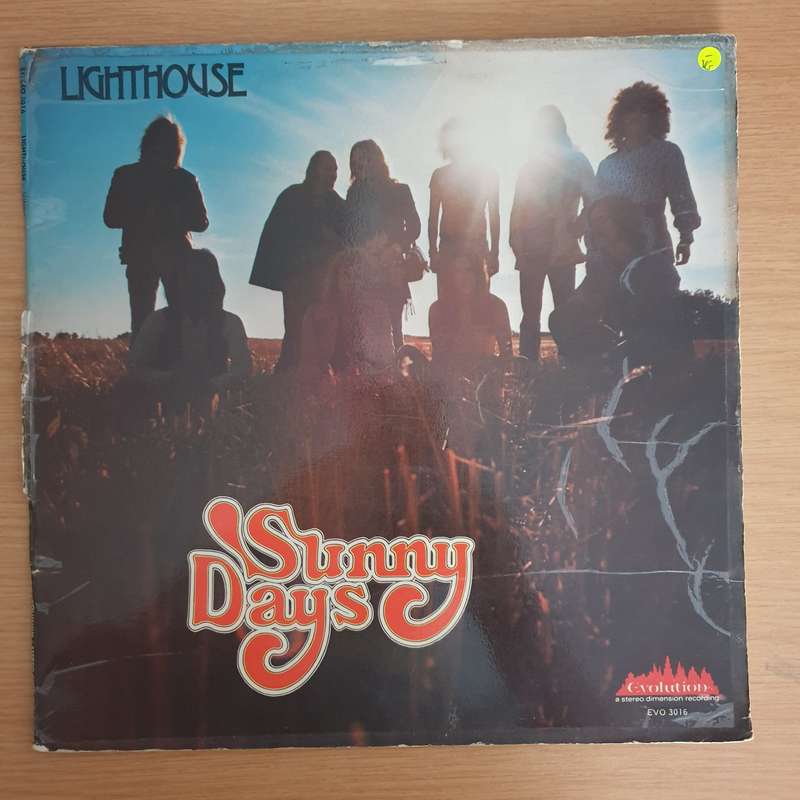 LIGHTHOUSE
Sunny
Days
Evolution
a stereo dimension recording
EVO 3016